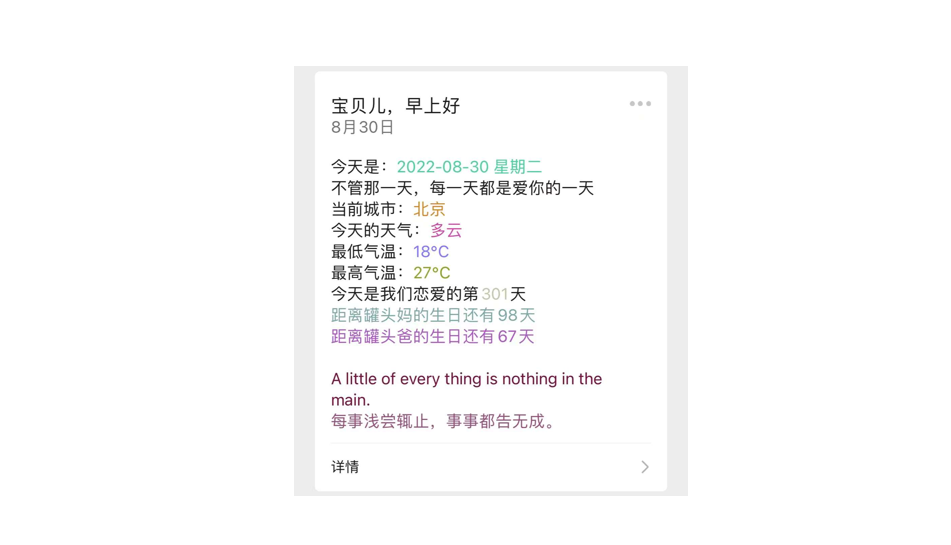 宝贝儿，早上好
8月30日
今天是：2022-08-30 星期二
不管那一天，每一天都是爱你的一天
当前城市：北京
今天的天气：多云
最低气温：18°C
最高气温：27°C
今天是我们恋爱的第301天
距离罐头妈的生日还有98天
距离罐头爸的生日还有67天
A little of every thing is nothing in the
main.
每事浅尝辄止，事事都告无成。
详情